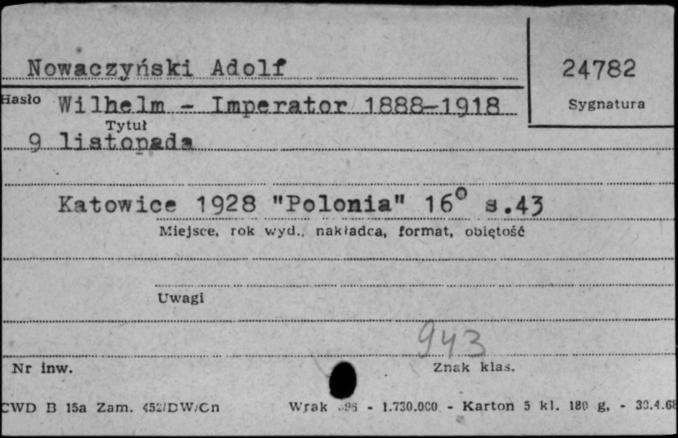 Nowaczyński Adolf
24782
Hasło
Sygnatura
Wilhelm - Imperator 1888-1918
Tytuł
9 listopada
Katowice 1928 "Polonia" 16° s.43
Miejsce, rok wyd., nakładca, format, objętość
Uwagi
943
Nr inw.
Znak klas.
CWD B 15a Zam. 452/DW/Cn
Wrak - 1.730.000 - Karton 5 kl. 180 g. - 30.4.68